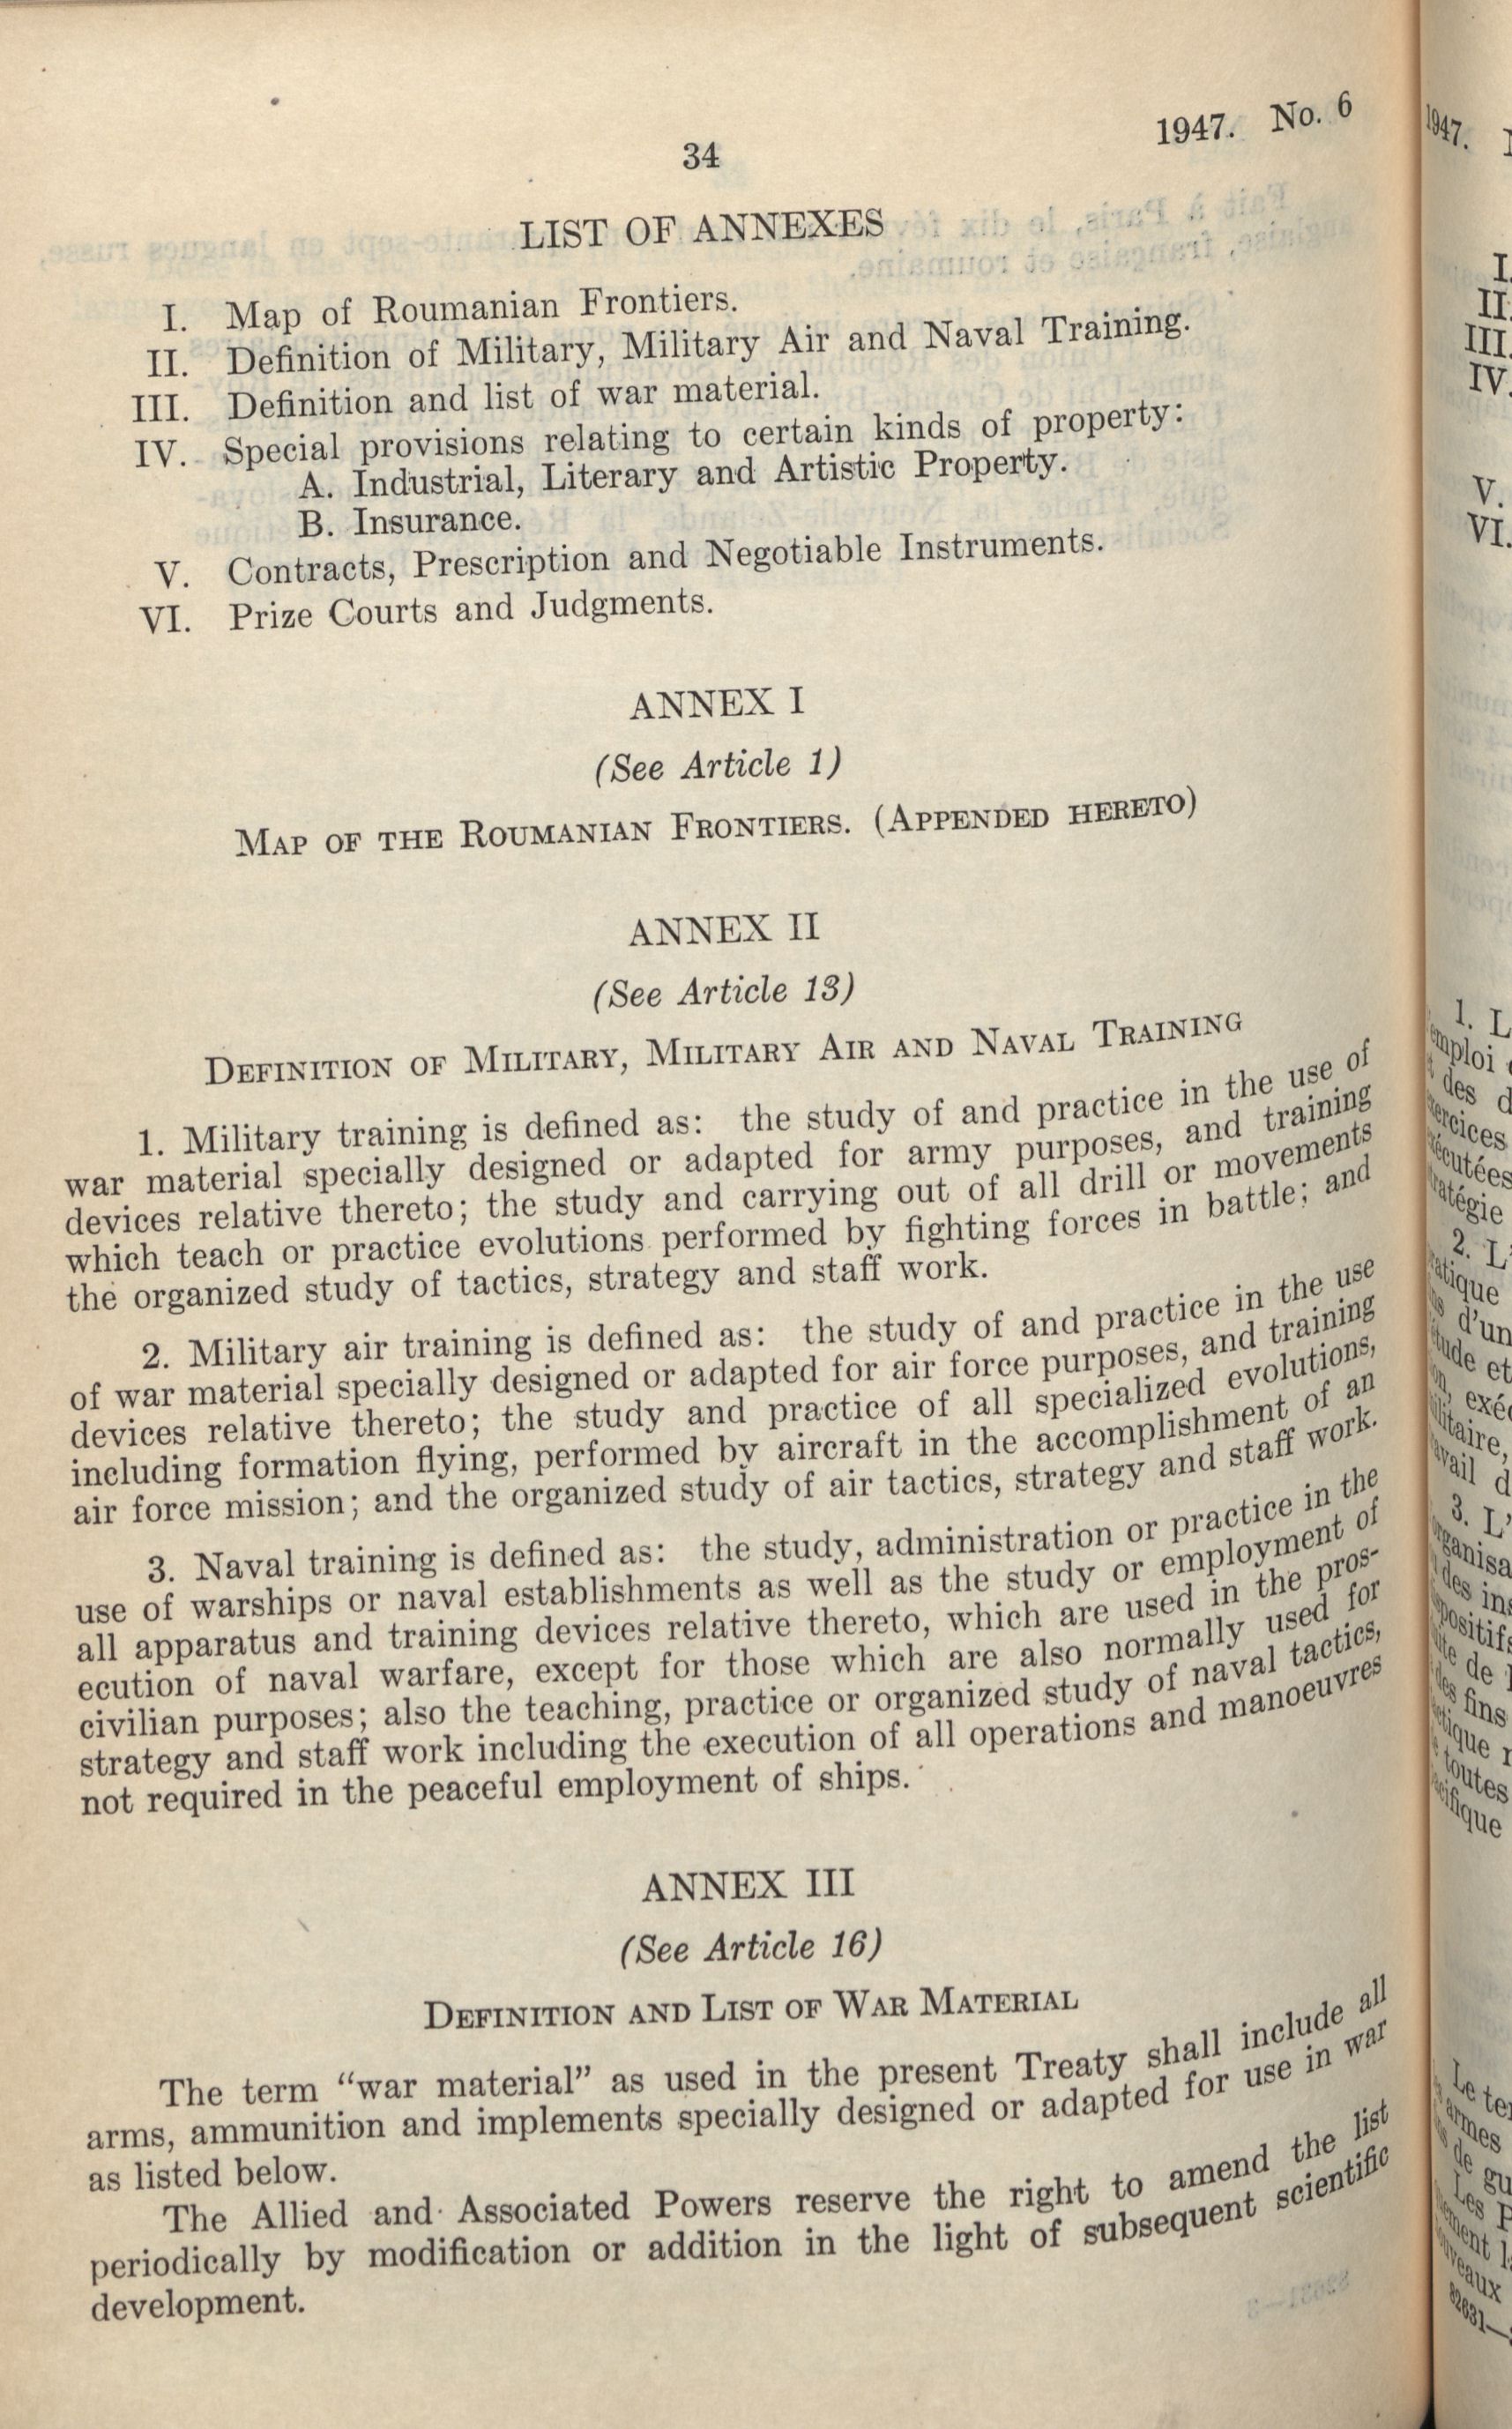 34
1947. No. 6
LIST OF ANNEXES
I. Map of Roumanian Frontiers.
II. Definition of Military, Military Air and Naval Training.
III. Definition and list of war material.
IV. Special provisions relating to certain kinds of property:
A. Industrial, Literary and Artistic Property.
B. Insurance.
V. Contracts, Prescription and Negotiable Instruments.
VI. Prize Courts and Judgments.
ANNEX I
(See Article 1)
MAP OF THE ROUMANIAN FRONTIERS. (APPENDED HERETO)
ANNEX II
(See Article 13)
DEFINITION OF MILITARY, MILITARY AIR AND NAVAL TRAINING
1. Military training is defined as: the study of and practice in the use of
war material specially designed or adapted for army purposes, and training
devices relative thereto; the study and carrying out of all drill or movements
which teach or practice evolutions performed by fighting forces in battle; and
the organized study of tactics, strategy and staff work.
2. Military air training is defined as: the study of and practice in the use
of war material specially designed or adapted for air force purposes, and training
devices relative thereto; the study and practice of all specialized evolutions,
including formation flying, performed by aircraft in the accomplishment of an
air force mission; and the organized study of air tactics, strategy and staff work.
3. Naval training is defined as: the study, administration or practice in the
use of warships or naval establishments as well as the study or employment of
all apparatus and training devices relative thereto, which are used in the pros-
ecution of naval warfare, except for those which are also normally used for
civilian purposes; also the teaching, practice or organized study of naval tactics,
strategy and staff work including the execution of all operations and manoeuvres
not required in the peaceful employment of ships.
ANNEX III
(See Article 16)
DEFINITION AND LIST OF WAR MATERIAL
The term “war material” as used in the present Treaty shall include all
arms, ammunition and implements specially designed or adapted for use in war
as listed below.
The Allied and Associated Powers reserve the right to amend the list
periodically by modification or addition in the light of subsequent scientific
development.
1947.
I.
II.
III.
IV.
V.
VI.